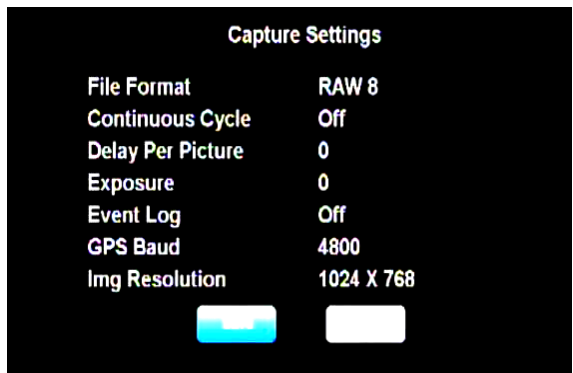 Capture Settings
File Format RAW 8
Continuous Cycle Off
Delay Per Picture 0
Exposure 0
Event Log Off
GPS Baud 4800
Img Resolution 1024 X 768